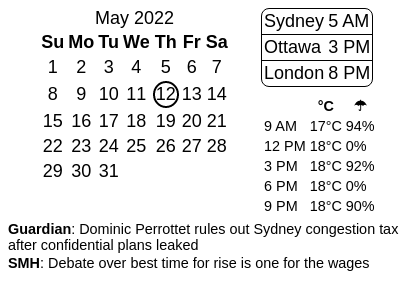 May 2022
Su Mo Tu We Th Fr Sa
1 2 3 4 5 6 7
8 9 10 11 12 13 14
15 16 17 18 19 20 21
22 23 24 25 26 27 28
29 30 31
Sydney 5 AM
Ottawa 3 PM
London 8 PM
°C ☂
9 AM 17°C 94%
12 PM 18°C 0%
3 PM 18°C 92%
6 PM 18°C 0%
9 PM 18°C 90%
Guardian: Dominic Perrottet rules out Sydney congestion tax
after confidential plans leaked
SMH: Debate over best time for rise is one for the wages